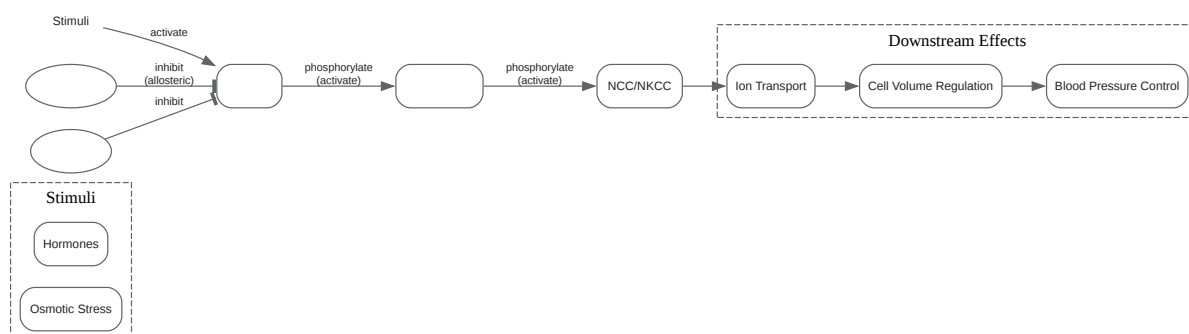 Stimuli
activate
inhibit
(allosteric)
inhibit
phosphorylate
(activate)
phosphorylate
(activate)
NCC/NKCC
Downstream Effects
Ion Transport
Cell Volume Regulation
Blood Pressure Control
Stimuli
Hormones
Osmotic Stress